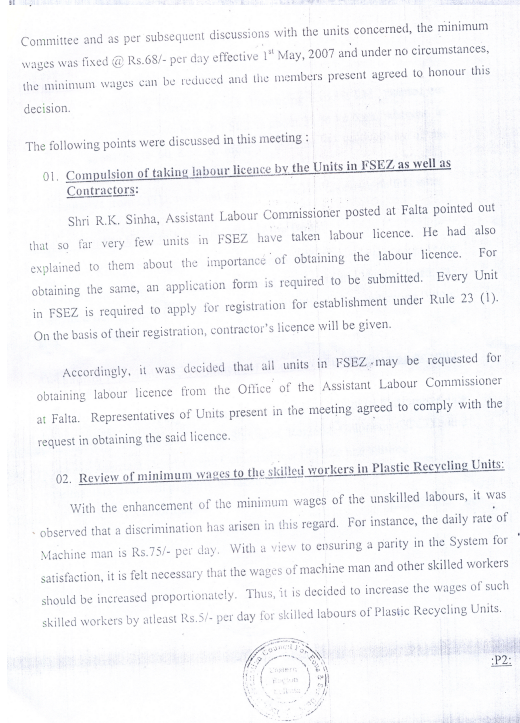 Committee and as per subsequent discussions with the units concerned, the minimum
wages was fixed @ Rs.68/- per day effective 1st May, 2007 and under no circumstances,
the minimum wages can be reduced and the members present agreed to honour this
decision.
The following points were discussed in this meeting :
01. Compulsion of taking labour licence by the Units in FSEZ as well as
Contractors:
Shri R.K. Sinha, Assistant Labour Commissioner posted at Falta pointed out
that so far very few units in FSEZ have taken labour licence. He had also
explained to them about the importance of obtaining the labour licence. For
obtaining the same, an application form is required to be submitted. Every Unit
in FSEZ is required to apply for registration for establishment under Rule 23 (1).
On the basis of their registration, contractor's licence will be given.
Accordingly, it was decided that all units in FSEZ may be requested for
obtaining labour licence from the Office of the Assistant Labour Commissioner
at Falta. Representatives of Units present in the meeting agreed to comply with the
request in obtaining the said licence.
02. Review of minimum wages to the skilled workers in Plastic Recycling Units:
With the enhancement of the minimum wages of the unskilled labours, it was
observed that a discrimination has arisen in this regard. For instance, the daily rate of
Machine man is Rs.75/- per day. With a view to ensuring a parity in the System for
satisfaction, it is felt necessary that the wages of machine man and other skilled workers
should be increased proportionately. Thus, it is decided to increase the wages of such
skilled workers by atleast Rs.5/- per day for skilled labours of Plastic Recycling Units.
Council For
:P2: